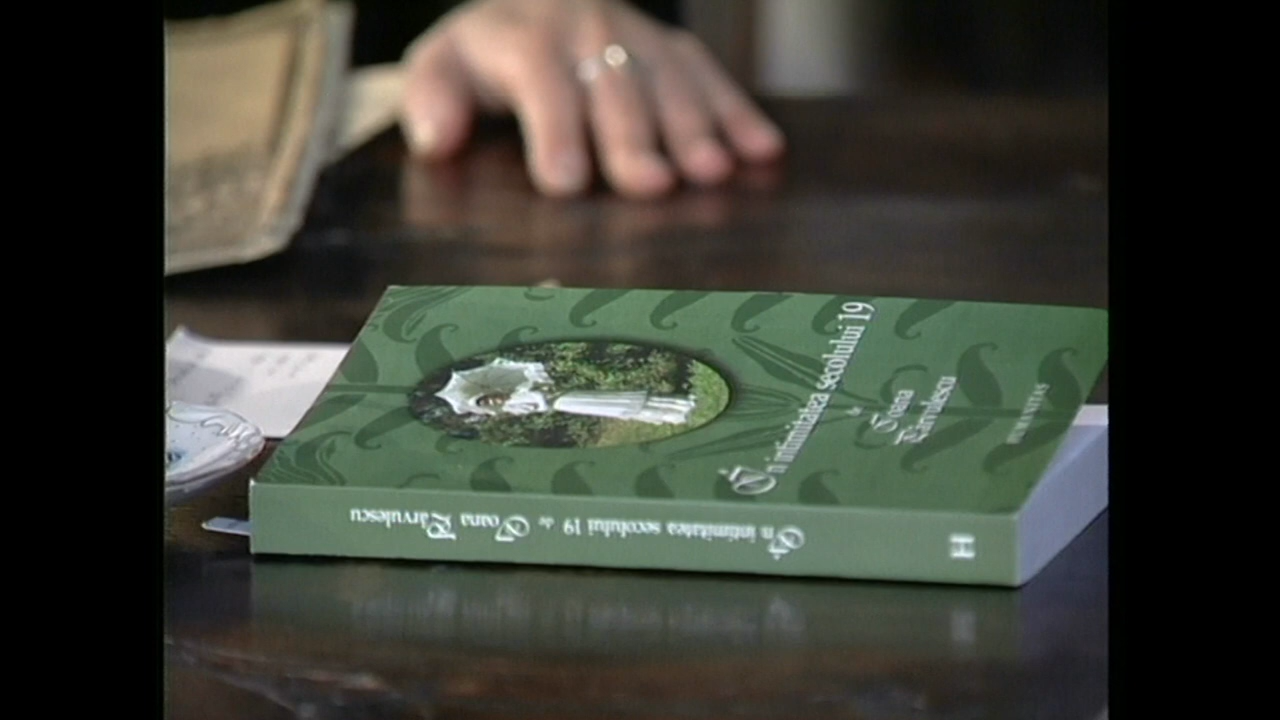 În intimitatea secolului 19
de
Ioana
Pârvulescu
HUMANITAS
În intimitatea secolului 19 de Ioana Pârvulescu
H